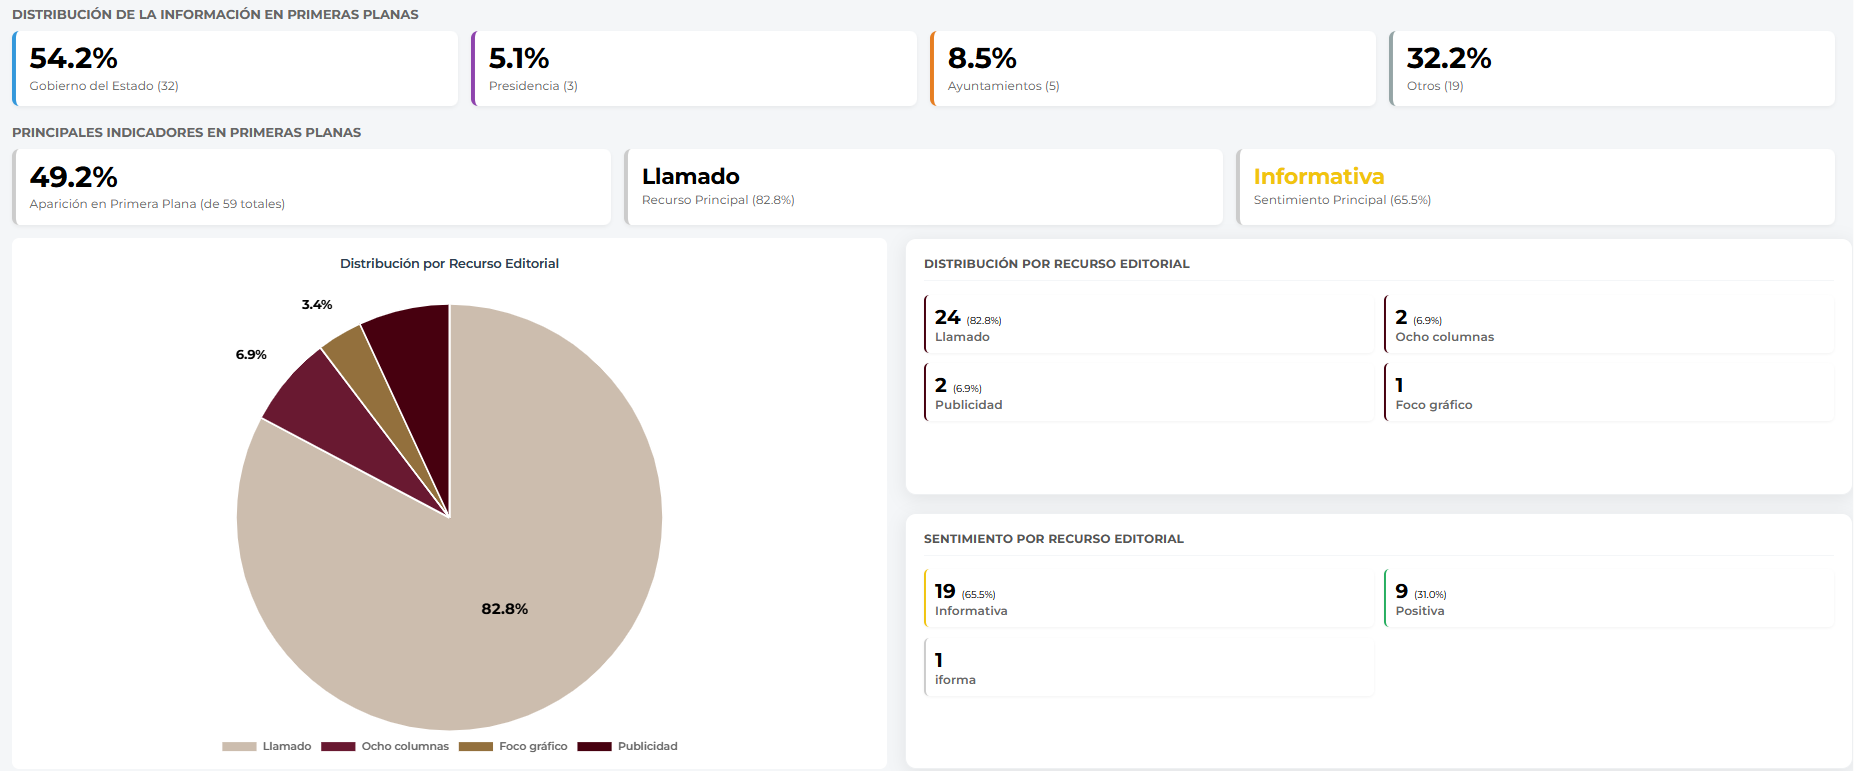 DISTRIBUCIÓN DE LA INFORMACIÓN EN PRIMERAS PLANAS
54.2%
Gobierno del Estado (32)
5.1%
Presidencia (3)
8.5%
Ayuntamientos (5)
32.2%
Otros (19)
PRINCIPALES INDICADORES EN PRIMERAS PLANAS
49.2%
Aparición en Primera Plana (de 59 totales)
Llamado
Recurso Principal (82.8%)
Informativa
Sentimiento Principal (65.5%)
Distribución por Recurso Editorial
3.4%
6.9%
82.8%
Llamado
Ocho columnas
Foco gráfico
Publicidad
DISTRIBUCIÓN POR RECURSO EDITORIAL
24 (82.8%)
Llamado
2 (6.9%)
Ocho columnas
2 (6.9%)
Publicidad
1
Foco gráfico
SENTIMIENTO POR RECURSO EDITORIAL
19 (65.5%)
Informativa
9 (31.0%)
Positiva
1
iforma